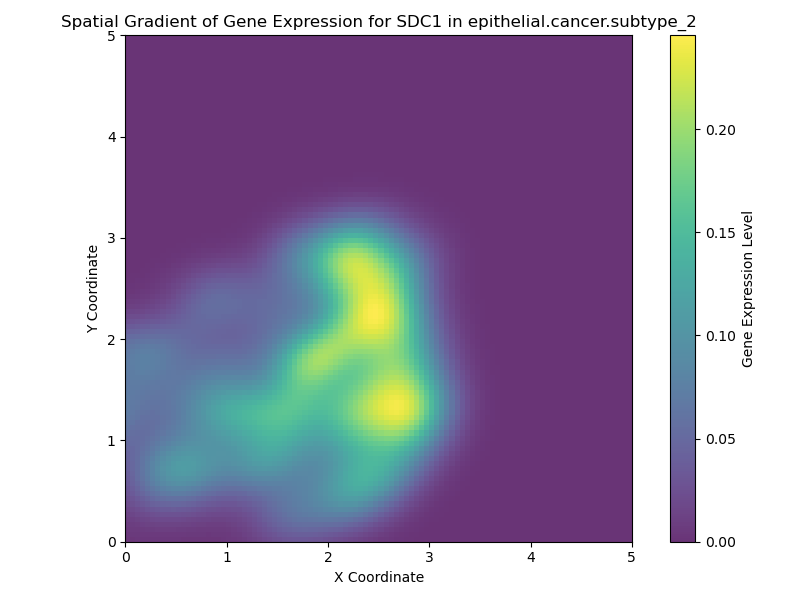 Spatial Gradient of Gene Expression for SDC1 in epithelial.cancer.subtype_2
5
4
3
2
1
0
Y Coordinate
0 1 2 3 4 5
X Coordinate
0.20
0.15
0.10
0.05
0.00
Gene Expression Level